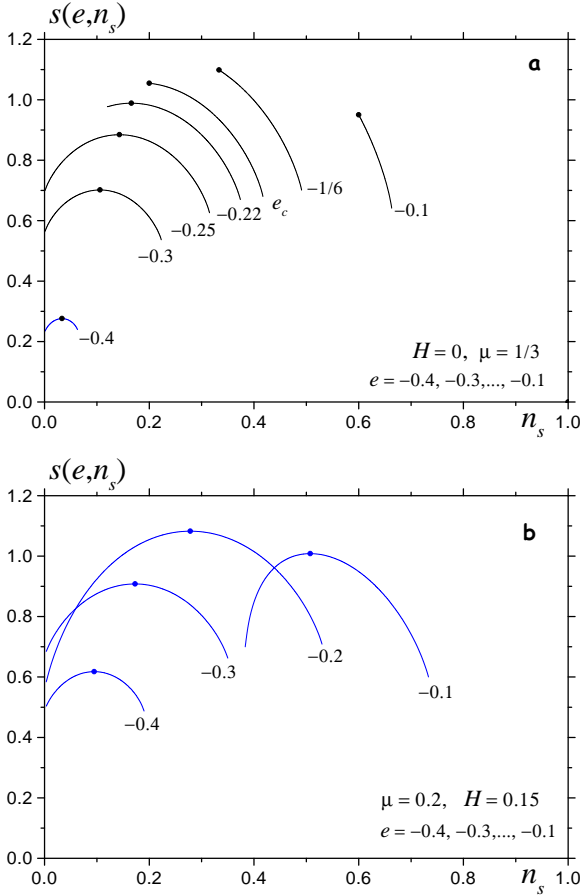 s(e,n_s)
1.2
a
1.0
0.8
−1/6
e_c
−0.1
−0.22
0.6
−0.25
−0.3
0.4
−0.4
H = 0, μ = 1/3
0.2
e = −0.4, −0.3,..., −0.1
0.0
0.0 0.2 0.4 0.6 0.8 1.0
n_s
s(e,n_s)
1.2
b
1.0
0.8
−0.2
−0.3
0.6
−0.1
−0.4
0.4
μ = 0.2, H = 0.15
0.2
e = −0.4, −0.3,..., −0.1
0.0
0.0 0.2 0.4 0.6 0.8 1.0
n_s